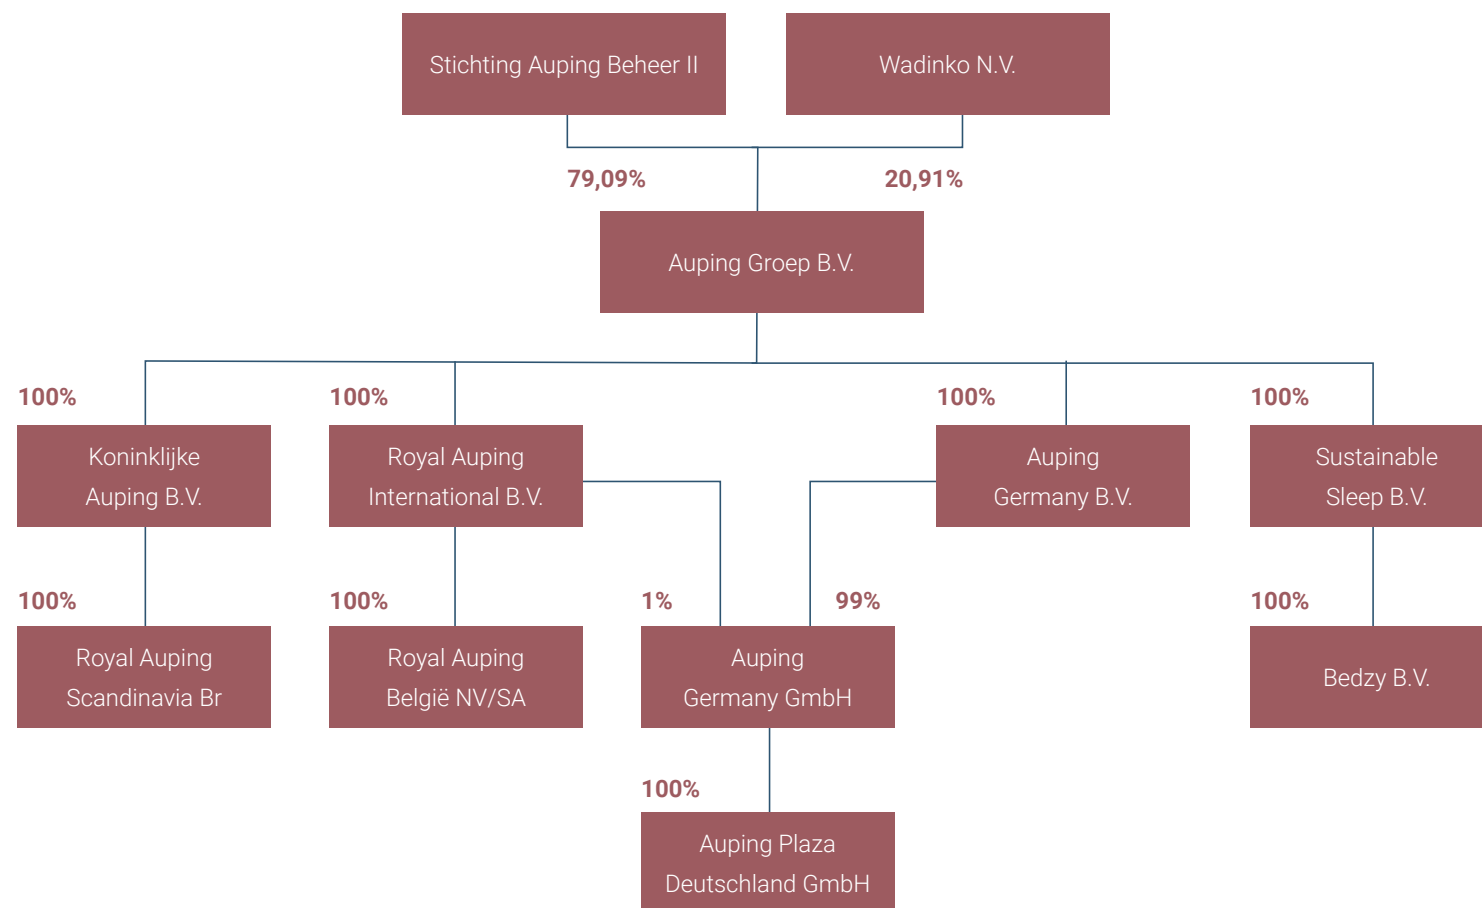 Stichting Auping Beheer II
Wadinko N.V.
79,09%
20,91%
Auping Groep B.V.
100%
100%
100%
100%
Koninklijke
Auping B.V.
Royal Auping
International B.V.
Auping
Germany B.V.
Sustainable
Sleep B.V.
100%
100%
1%
99%
100%
Royal Auping
Scandinavia Br
Royal Auping
België NV/SA
Auping
Germany GmbH
Bedzy B.V.
100%
Auping Plaza
Deutschland GmbH